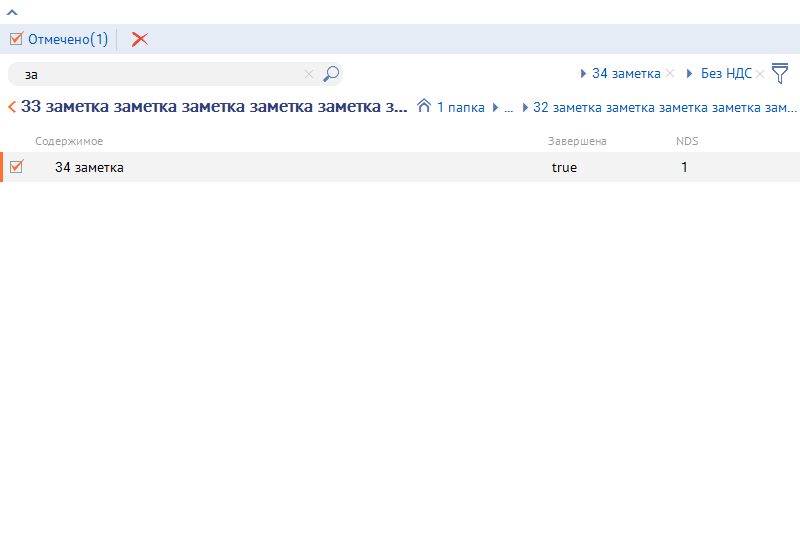 Отмечено(1)
за
34 заметка
Без НДС
33 заметка заметка заметка заметка заметка з...
1 папка
...
32 заметка заметка заметка заметка зам...
Содержимое Завершена NDS
34 заметка true 1